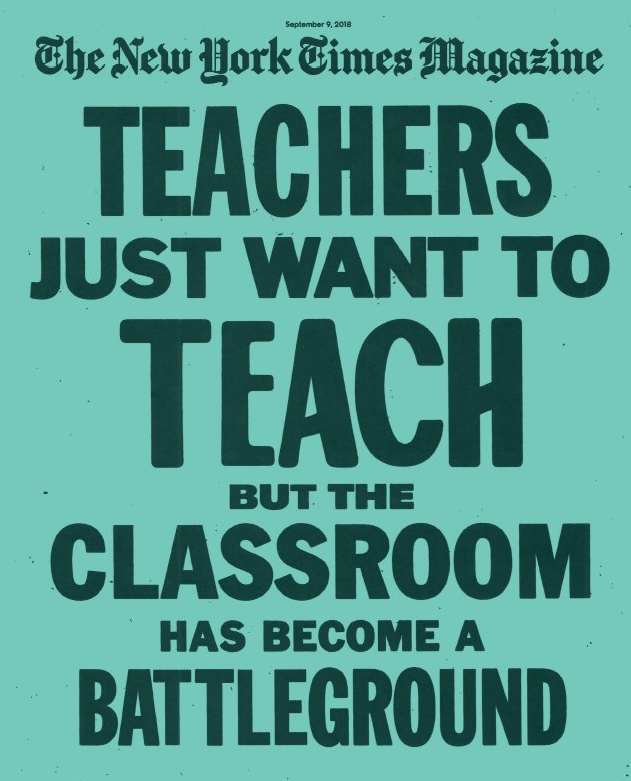 September 9, 2018
The New York Times Magazine
TEACHERS
JUST WANT TO
TEACH
BUT THE
CLASSROOM
HAS BECOME A
BATTLEGROUND